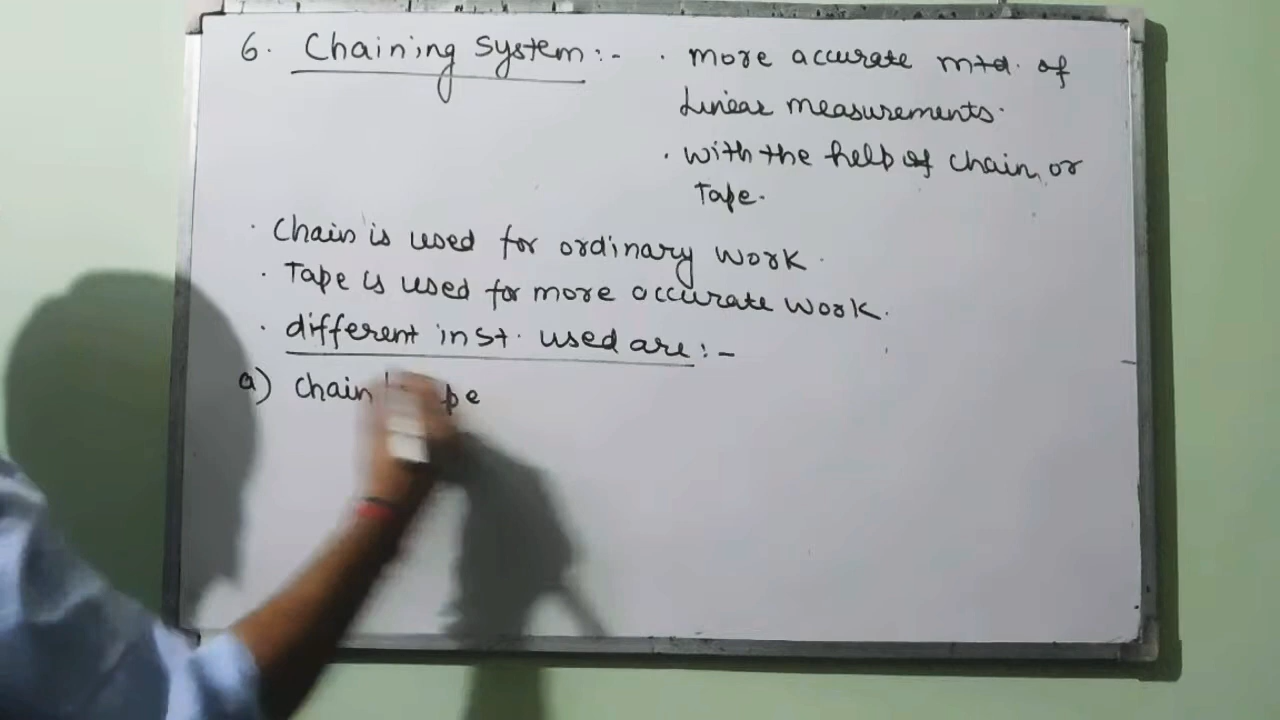 6. Chaining System :- . more accurate mtd. of
Linear measurements.
. with the help of chain or
Tape.
. Chain is used for ordinary work.
. Tape is used for more accurate work.
. different inst. used are :-
a) Chain